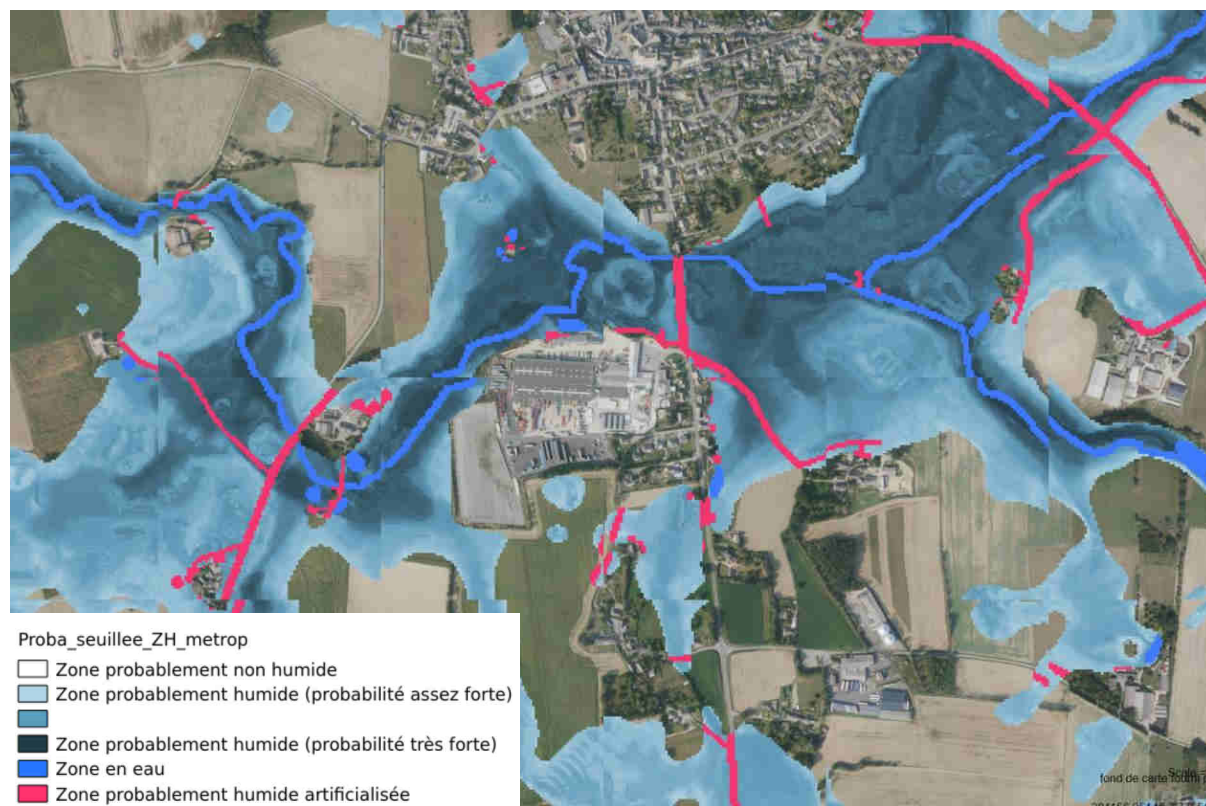 Proba_seuillee_ZH_metrop
Zone probablement non humide
Zone probablement humide (probabilité assez forte)
Zone probablement humide (probabilité très forte)
Zone en eau
Zone probablement humide artificialisée
fond de carte fourni